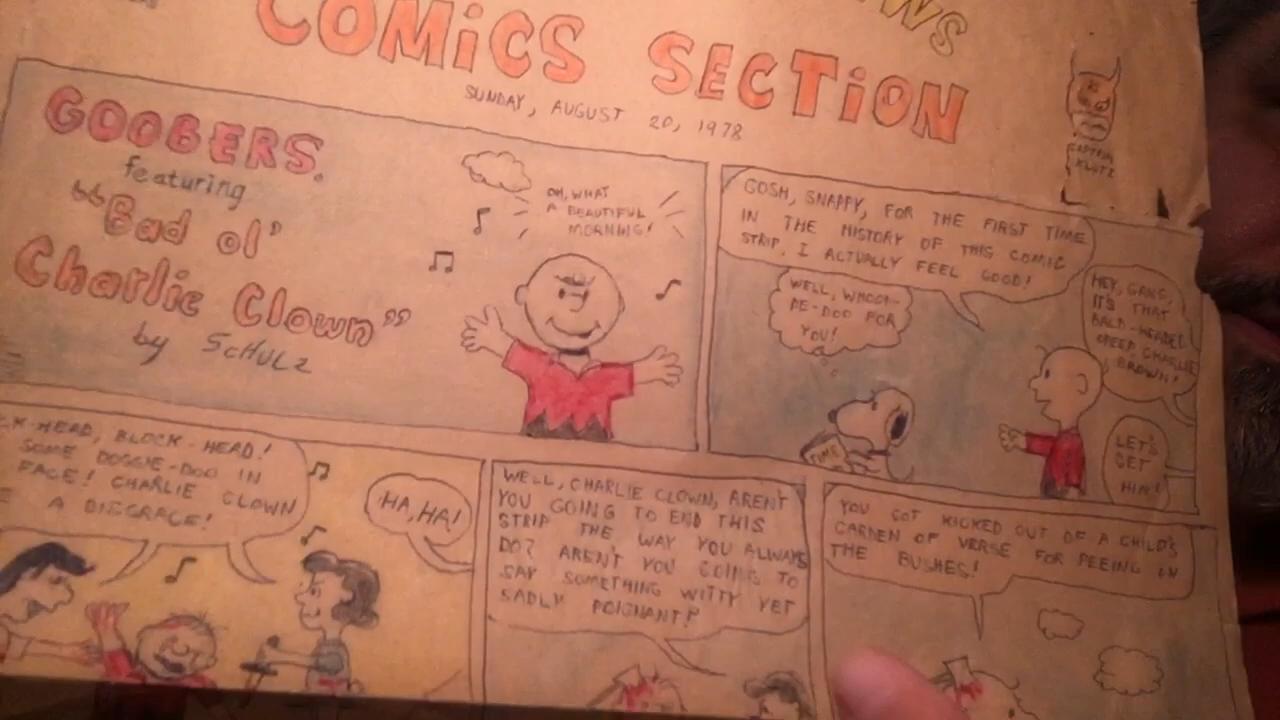 WS
COMiCS SECTiON
SUNDAY, AUGUST 20, 1978
CAPTAIN
KLUTZ
GOOBERS.
featuring
"Bad ol'
Charlie Clown"
by SCHULZ
OH, WHAT
A BEAUTIFUL
MORNING!
GOSH, SNAPPY, FOR THE FIRST TIME
IN THE HISTORY OF THIS COMIC
STRIP, I ACTUALLY FEEL GOOD!
WELL, WHOOP-
DE-DOO FOR
YOU!
TIME
HEY, GANG,
IT'S THAT
BALD-HEADED
CREEP CHARLIE
BROWN!
LET'S
GET
HIM!
K-HEAD, BLOCK-HEAD!
SOME DOGGIE-DOO IN
FACE! CHARLIE CLOWN
A DISGRACE!
HA, HA!
WELL, CHARLIE CLOWN, AREN'T
YOU GOING TO END THIS
STRIP THE WAY YOU ALWAYS
DO? AREN'T YOU GOING TO
SAY SOMETHING WITTY YET
SADLY POIGNANT?
YOU GOT KICKED OUT OF A CHILD'S
GARDEN OF VERSE FOR PEEING IN
THE BUSHES!